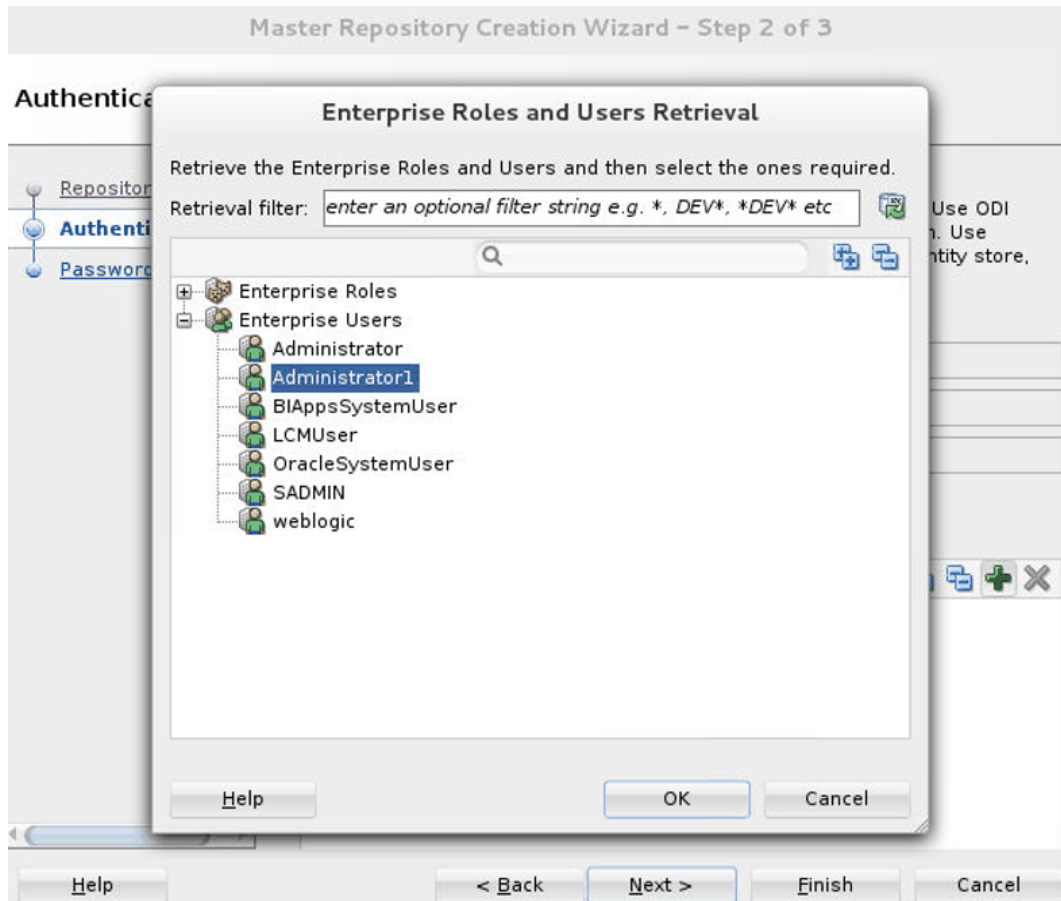 Master Repository Creation Wizard – Step 2 of 3
Authentica
Enterprise Roles and Users Retrieval
Retrieve the Enterprise Roles and Users and then select the ones required.
Repositor
Retrieval filter: enter an optional filter string e.g. *, DEV*, *DEV* etc
Use ODI
Authenti
n. Use
Password
ntity store,
Enterprise Roles
Enterprise Users
Administrator
Administrator1
BIAppsSystemUser
LCMUser
OracleSystemUser
SADMIN
weblogic
Help OK Cancel
Help < Back Next > Finish Cancel